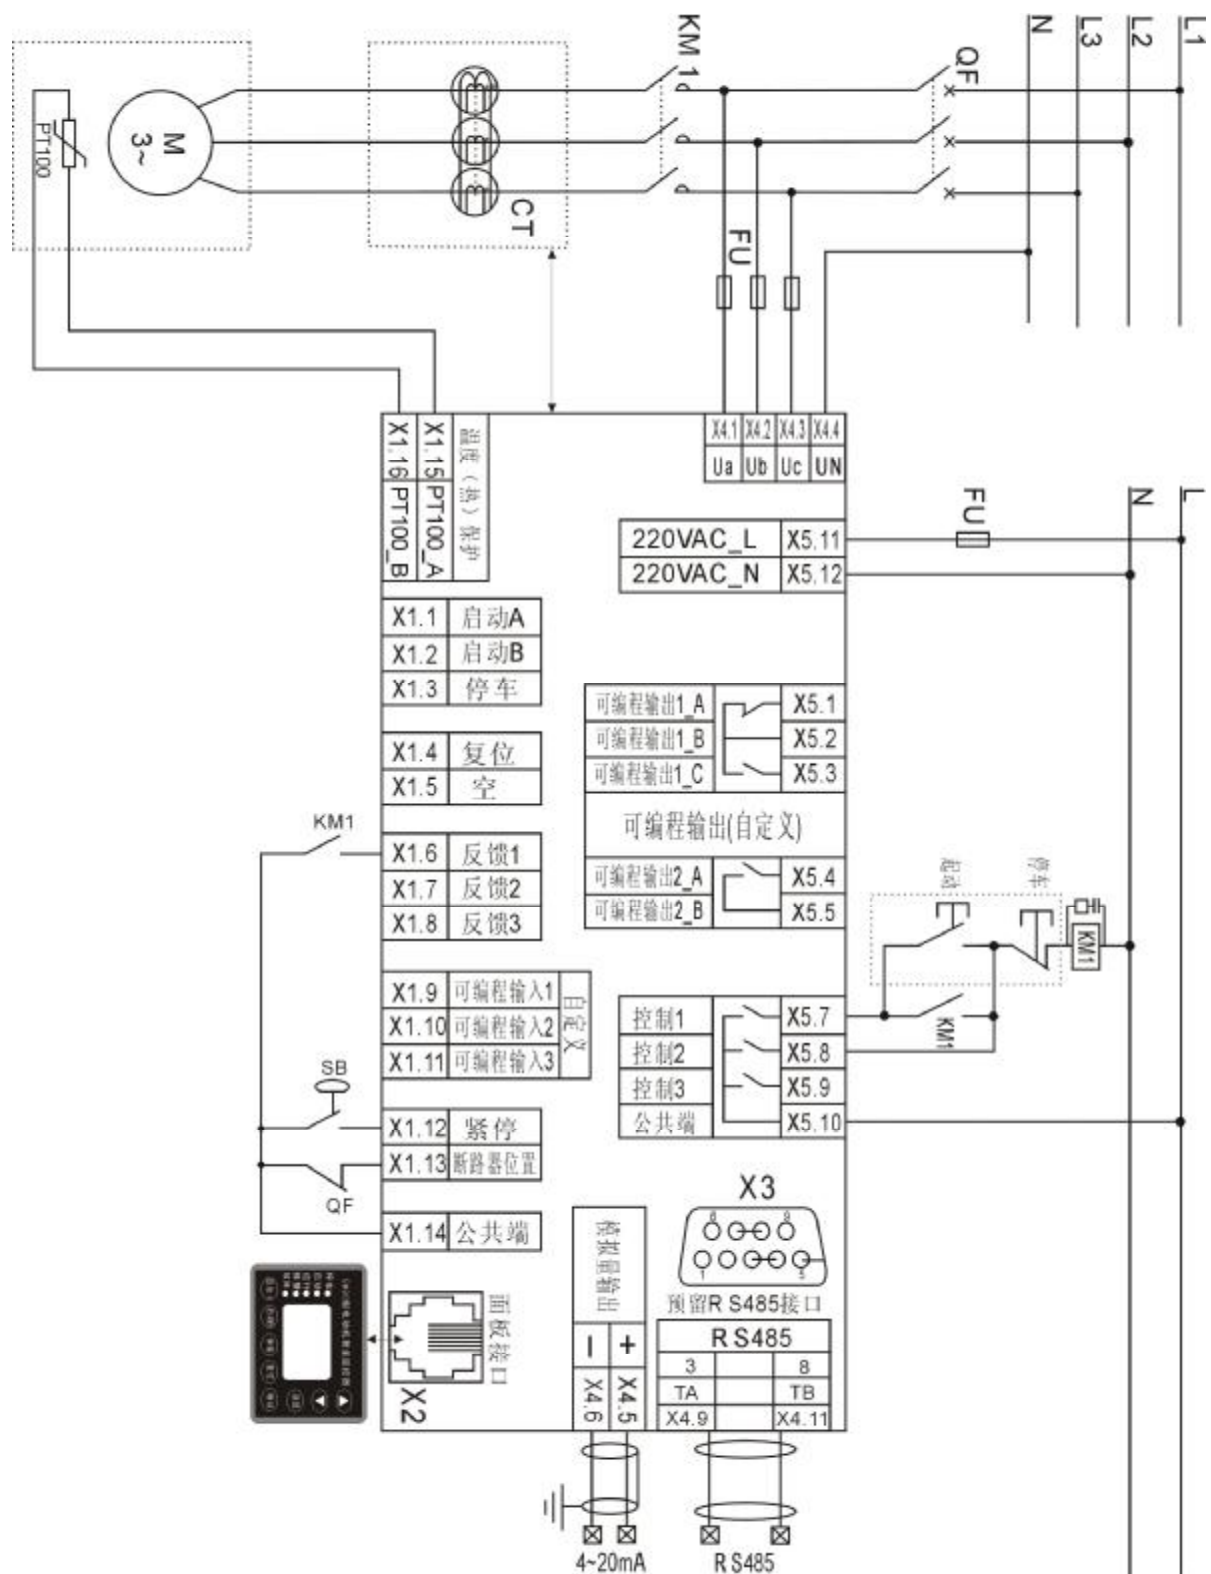 KM 1
QF
N
L3
L2
L1
PT100
M
3~
CT
FU
X1.16
PT100_B
X1.15
PT100_A
温度（热）保护
X4.1
X4.2
X4.3
X4.4
Ua
Ub
Uc
UN
N
L
FU
220VAC_L
X5.11
220VAC_N
X5.12
X1.1
启动A
X1.2
启动B
X1.3
停车
X1.4
复位
X1.5
空
KM1
X1.6
反馈1
X1.7
反馈2
X1.8
反馈3
X1.9
可编程输入1
X1.10
可编程输入2
X1.11
可编程输入3
自定义
SB
X1.12
紧停
X1.13
断路器位置
QF
X1.14
公共端
可编程输出1_A
X5.1
可编程输出1_B
X5.2
可编程输出1_C
X5.3
可编程输出(自定义)
可编程输出2_A
X5.4
可编程输出2_B
X5.5
起动
停车
KM1
KM1
控制1
X5.7
控制2
X5.8
控制3
X5.9
公共端
X5.10
X3
6
9
1
5
预留RS485接口
RS485
3
8
TA
TB
X4.9
X4.11
模拟量输出
－
+
X4.6
X4.5
面板接口
X2
4~20mA
RS485